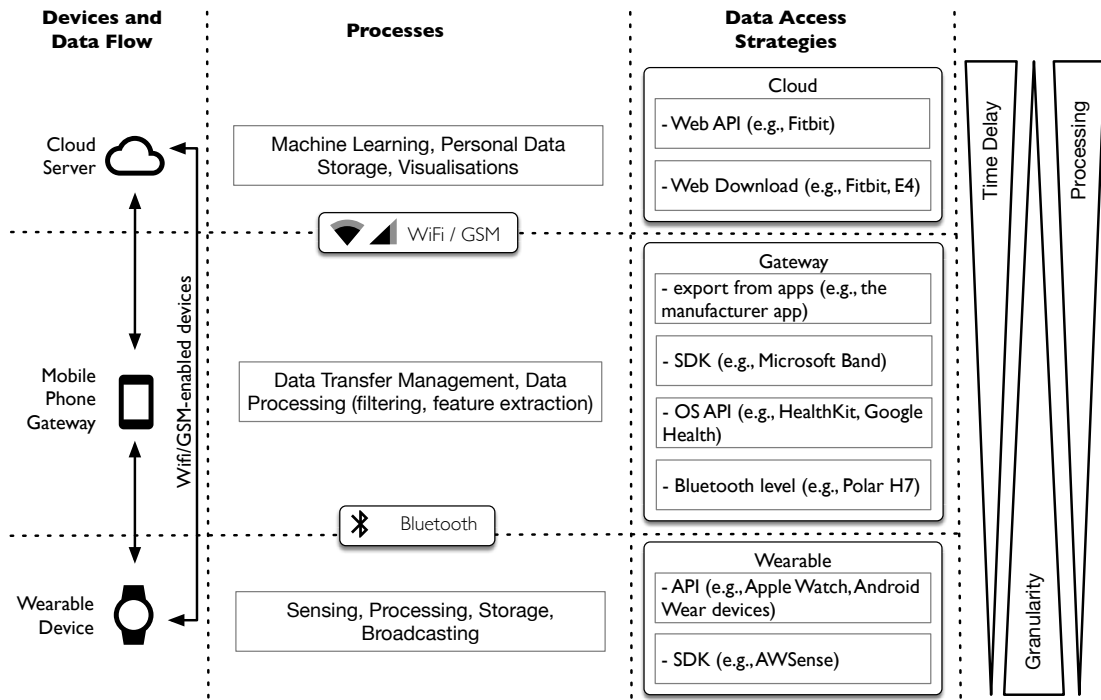 Devices and
Data Flow
Processes
Data Access
Strategies
Cloud
Server
Machine Learning, Personal Data
Storage, Visualisations
Cloud
- Web API (e.g., Fitbit)
- Web Download (e.g., Fitbit, E4)
WiFi / GSM
Wifi/GSM-enabled devices
Mobile
Phone
Gateway
Data Transfer Management, Data
Processing (filtering, feature extraction)
Gateway
- export from apps (e.g., the
manufacturer app)
- SDK (e.g., Microsoft Band)
- OS API (e.g., HealthKit, Google
Health)
- Bluetooth level (e.g., Polar H7)
Bluetooth
Wearable
Device
Sensing, Processing, Storage,
Broadcasting
Wearable
- API (e.g., Apple Watch, Android
Wear devices)
- SDK (e.g., AWSense)
Time Delay
Granularity
Processing